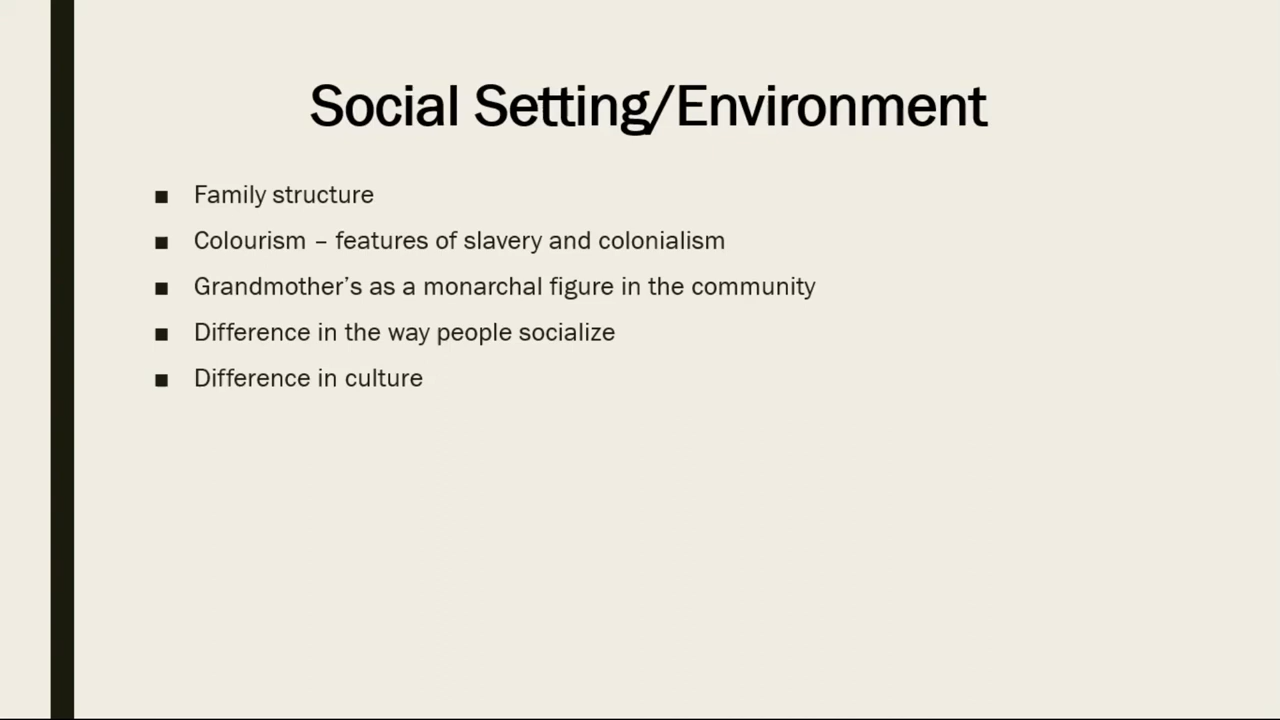 Social Setting/Environment
■ Family structure
■ Colourism – features of slavery and colonialism
■ Grandmother’s as a monarchal figure in the community
■ Difference in the way people socialize
■ Difference in culture